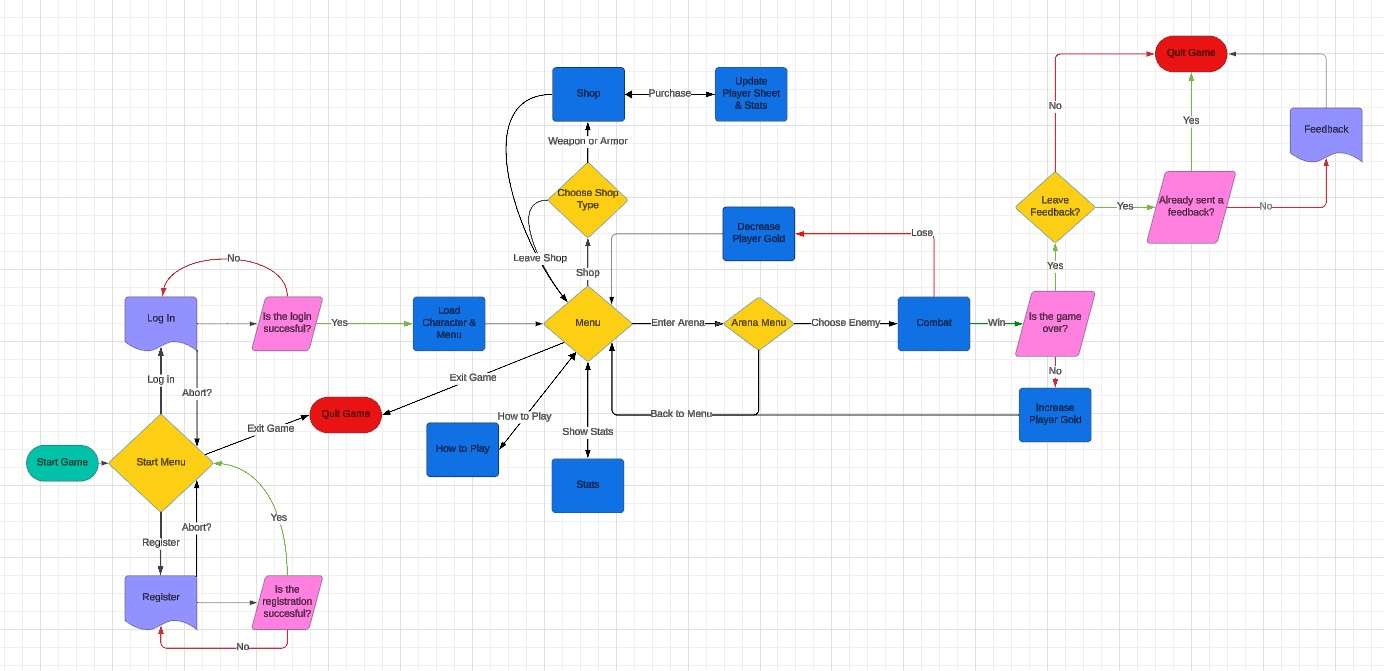 Quit Game
Shop
Purchase
Update
Player Sheet
& Stats
No
Yes
Feedback
Weapon or Armor
Choose Shop
Type
Leave
Feedback?
Yes
Already sent a
feedback?
No
Decrease
Player Gold
Lose
Leave Shop
Shop
No
Yes
Log In
Is the login
succesful?
Yes
Load
Character &
Menu
Menu
Enter Arena
Arena Menu
Choose Enemy
Combat
Win
Is the game
over?
No
Log in
Abort?
Exit Game
Quit Game
Exit Game
How to Play
Back to Menu
Increase
Player Gold
Show Stats
How to Play
Start Game
Start Menu
Stats
Yes
Abort?
Register
Register
Is the
registration
succesful?
No